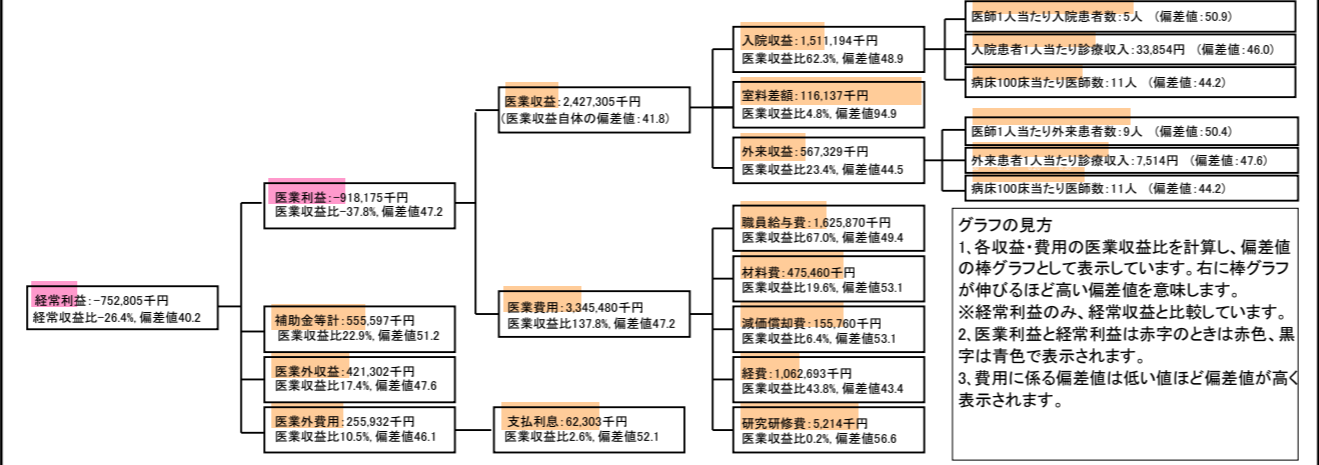 経常利益：-752,805千円
経常収益比-26.4%, 偏差値40.2
医業利益：-918,175千円
医業収益比-37.8%, 偏差値47.2
補助金等計：555,597千円
医業収益比22.9%, 偏差値51.2
医業外収益：421,302千円
医業収益比17.4%, 偏差値47.6
医業外費用：255,932千円
医業収益比10.5%, 偏差値46.1
医業収益：2,427,305千円
（医業収益自体の偏差値：41.8）
医業費用：3,345,480千円
医業収益比137.8%, 偏差値47.2
支払利息：62,303千円
医業収益比2.6%, 偏差値52.1
入院収益：1,511,194千円
医業収益比62.3%, 偏差値48.9
室料差額：116,137千円
医業収益比4.8%, 偏差値94.9
外来収益：567,329千円
医業収益比23.4%, 偏差値44.5
職員給与費：1,625,870千円
医業収益比67.0%, 偏差値49.4
材料費：475,460千円
医業収益比19.6%, 偏差値53.1
減価償却費：155,760千円
医業収益比6.4%, 偏差値53.1
経費：1,062,693千円
医業収益比43.8%, 偏差値43.4
研究研修費：5,214千円
医業収益比0.2%, 偏差値56.6
医師1人当たり入院患者数：5人 （偏差値：50.9）
入院患者1人当たり診療収入：33,854円 （偏差値：46.0）
病床100床当たり医師数：11人 （偏差値：44.2）
医師1人当たり外来患者数：9人 （偏差値：50.4）
外来患者1人当たり診療収入：7,514円 （偏差値：47.6）
病床100床当たり医師数：11人 （偏差値：44.2）
グラフの見方
1、各収益・費用の医業収益比を計算し、偏差値
の棒グラフとして表示しています。右に棒グラフ
が伸びるほど高い偏差値を意味します。
※経常利益のみ、経常収益と比較しています。
2、医業利益と経常利益は赤字のときは赤色、黒
字は青色で表示されます。
3、費用に係る偏差値は低い値ほど偏差値が高く
表示されます。